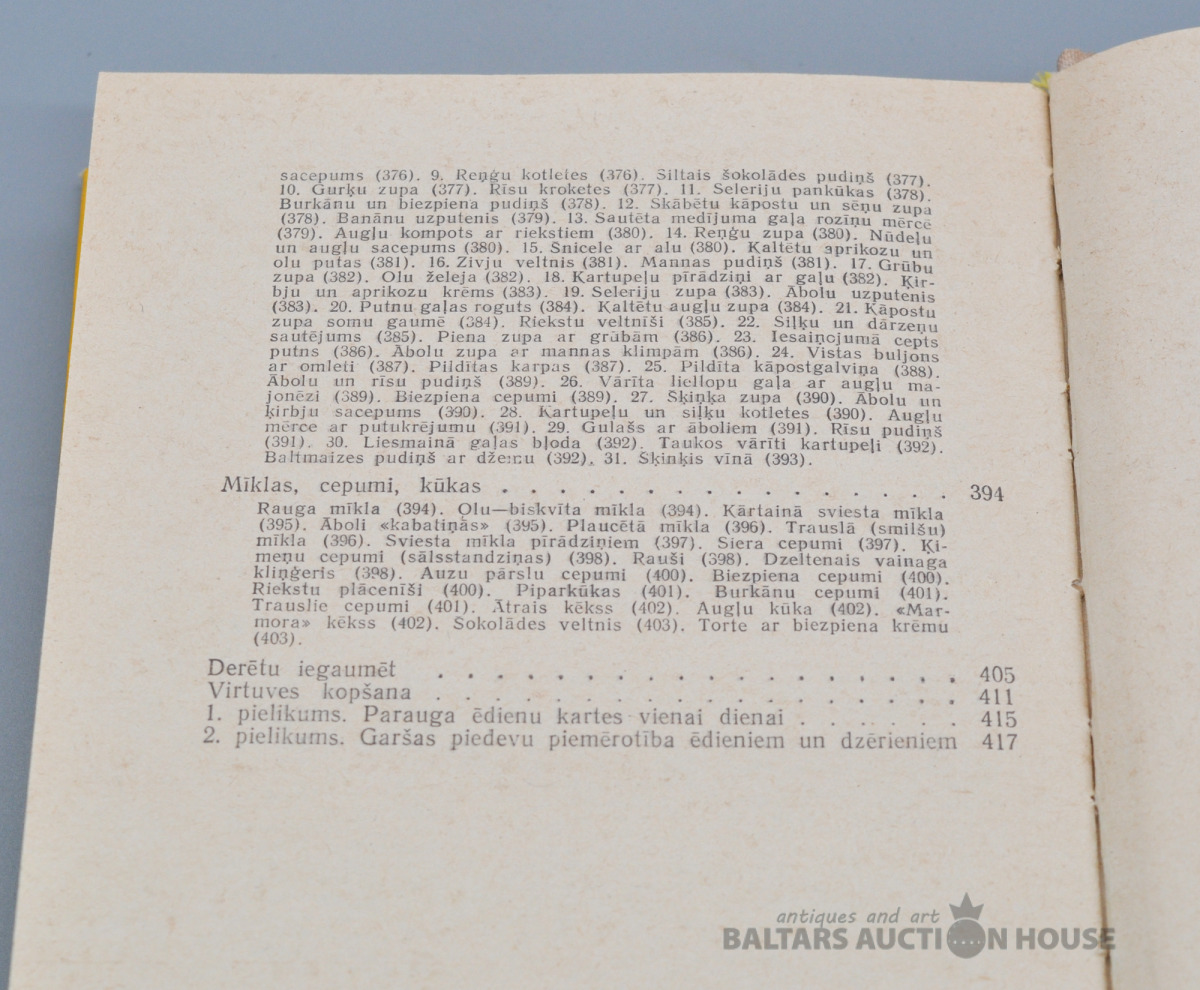 sacepums (376). 9. Reņģu kotletes (376). Siltais šokolādes pudiņš (377).
10. Gurķu zupa (377). Rīsu kroketes (377). 11. Seleriju pankūkas (378).
Burkānu un biezpiena pudiņš (378). 12. Skābētu kāpostu un sēņu zupa
(378). Banānu uzputenis (379). 13. Sautēta medījuma gaļa rozīņu mērcē
(379). Augļu kompots ar riekstiem (380). 14. Reņģu zupa (380). Nūdeļu
un augļu sacepums (380). 15. Šnicele ar alu (380). Kaltētu aprikozu un
olu putas (381). 16. Zivju veltnis (381). Mannas pudiņš (381). 17. Grūbu
zupa (382). Olu želeja (382). 18. Kartupeļu pīrādziņi ar gaļu (382). Ķir-
bju un aprikozu krēms (383). 19. Seleriju zupa (383). Ābolu uzputenis
(383). 20. Putnu gaļas roguts (384). Kaltētu augļu zupa (384). 21. Kāpostu
zupa somu gaumē (384). Riekstu veltnīši (385). 22. Siļķu un dārzeņu
sautējums (385). Piena zupa ar grūbām (386). 23. Iesaiņojumā cepts
putns (386). Ābolu zupa ar mannas klimpām (386). 24. Vistas buljons
ar omleti (387). Pildītas karpas (387). 25. Pildīta kāpostgalviņa (388).
Ābolu un rīsu pudiņš (389). 26. Vārīta liellopu gaļa ar augļu ma-
jonēzi (389). Biezpiena cepumi (389). 27. Šķiņķa zupa (390). Ābolu un
ķirbju sacepums (390). 28. Kartupeļu un siļķu kotletes (390). Augļu
mērce ar putukrējumu (391). 29. Gulašs ar āboliem (391). Rīsu pudiņš
(391). 30. Liesmainā gaļas bļoda (392). Taukos vārīti kartupeļi (392).
Baltmaizes pudiņš ar džemu (392). 31. Šķiņķis vīnā (393).
Mīklas, cepumi, kūkas . . . . . . . . . . . . . . . . 394
Rauga mīkla (394). Olu—biskvīta mīkla (394). Kārtainā sviesta mīkla
(395). Āboli «kabatiņās» (395). Plaucētā mīkla (396). Trauslā (smilšu)
mīkla (396). Sviesta mīkla pīrādziņiem (397). Siera cepumi (397). Ķi-
meņu cepumi (sālsstandziņas) (398). Rauši (398). Dzeltenais vainaga
kliņģeris (398). Auzu pārslu cepumi (400). Biezpiena cepumi (400).
Riekstu plācenīši (400). Piparkūkas (401). Burkānu cepumi (401).
Trauslie cepumi (401). Ātrais kēkss (402). Augļu kūka (402). «Mar-
mora» kēkss (402). Šokolādes veltnis (403). Torte ar biezpiena krēmu
(403).
Derētu iegaumēt . . . . . . . . . . . . . . . . . 405
Virtuves kopšana . . . . . . . . . . . . . . . . . 411
1. pielikums. Parauga ēdienu kartes vienai dienai . . . . . . 415
2. pielikums. Garšas piedevu piemērotība ēdieniem un dzērieniem 417
antiques and art
BALTARS AUCTION HOUSE